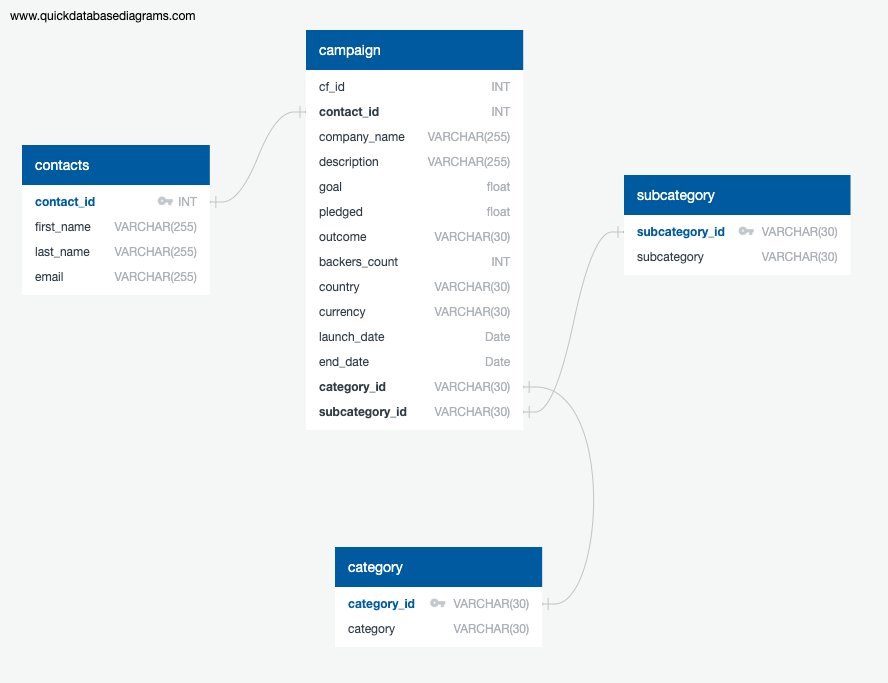 www.quickdatabasediagrams.com
campaign
cf_id INT
contact_id INT
company_name VARCHAR(255)
description VARCHAR(255)
goal float
pledged float
outcome VARCHAR(30)
backers_count INT
country VARCHAR(30)
currency VARCHAR(30)
launch_date Date
end_date Date
category_id VARCHAR(30)
subcategory_id VARCHAR(30)
contacts
contact_id INT
first_name VARCHAR(255)
last_name VARCHAR(255)
email VARCHAR(255)
subcategory
subcategory_id VARCHAR(30)
subcategory VARCHAR(30)
category
category_id VARCHAR(30)
category VARCHAR(30)